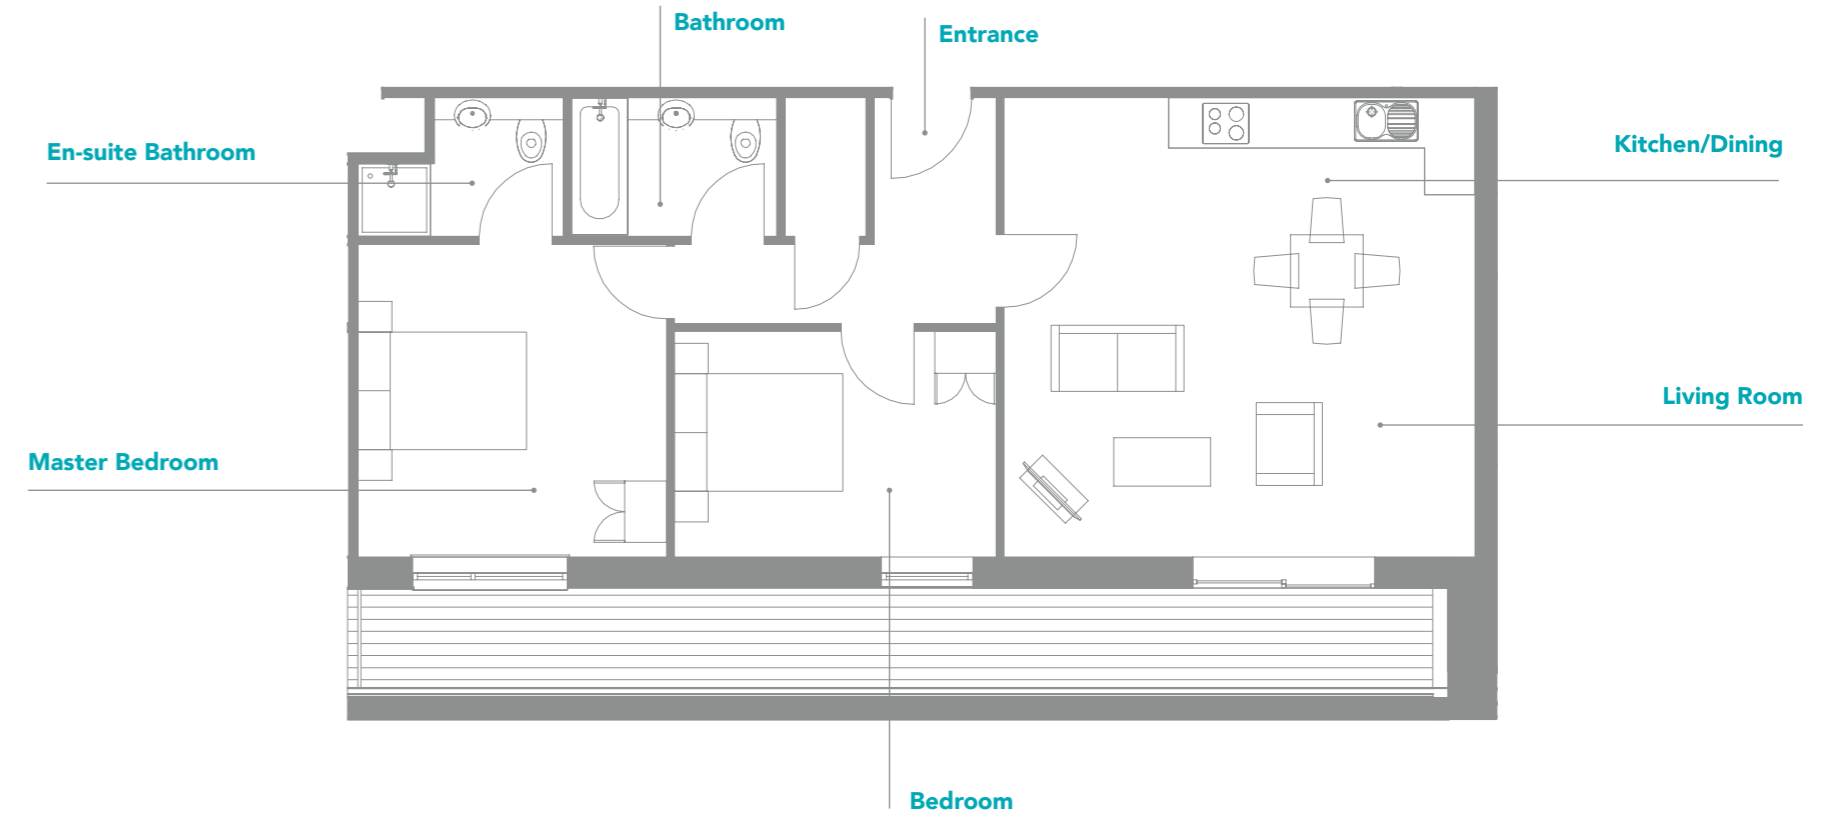 Bathroom
Entrance
En-suite Bathroom
Kitchen/Dining
Living Room
Master Bedroom
Bedroom